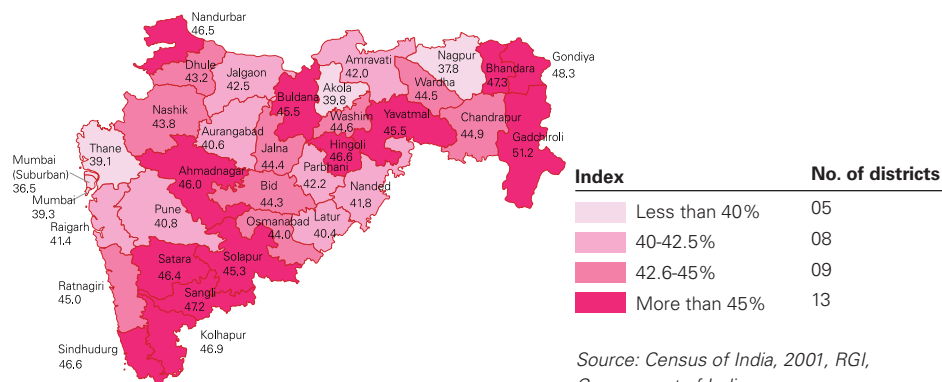 Nandurbar
46.5
Dhule
43.2
Jalgaon
42.5
Buldana
45.5
Akola
39.8
Amravati
42.0
Nagpur
37.8
Wardha
44.5
Bhandara
47.3
Gondiya
48.3
Nashik
43.8
Aurangabad
40.6
Jalna
44.4
Washim
44.6
Hingoli
46.6
Yavatmal
45.5
Chandrapur
44.9
Gadchiroli
51.2
Thane
39.1
Mumbai
(Suburban)
36.5
Mumbai
39.3
Raigarh
41.4
Ahmadnagar
46.0
Parbhani
42.2
Nanded
41.8
Bid
44.3
Pune
40.8
Osmanabad
44.0
Latur
40.4
Solapur
45.3
Satara
46.4
Sangli
47.2
Ratnagiri
45.0
Kolhapur
46.9
Sindhudurg
46.6
Index No. of districts
Less than 40% 05
40-42.5% 08
42.6-45% 09
More than 45% 13
Source: Census of India, 2001, RGI,